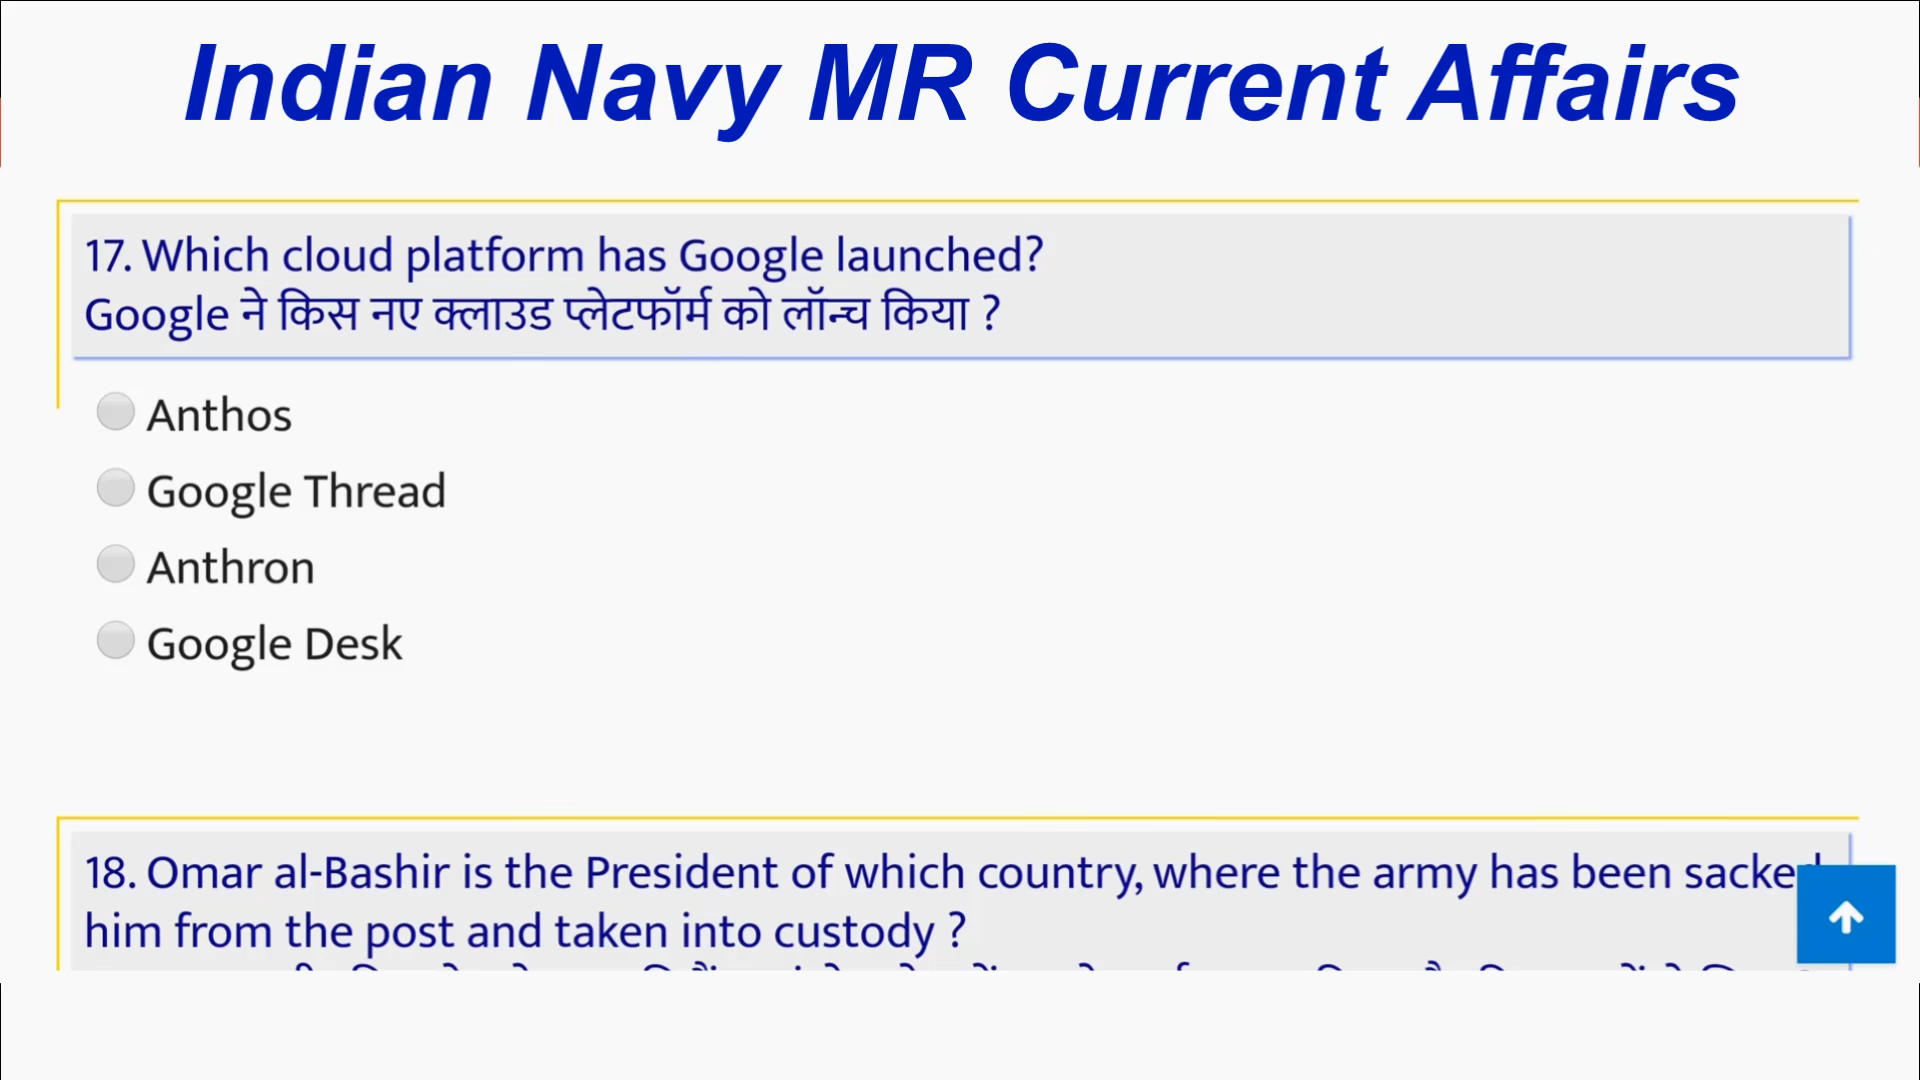 Indian Navy MR Current Affairs
17. Which cloud platform has Google launched?
Google ने किस नए क्लाउड प्लेटफॉर्म को लॉन्च किया ?
Anthos
Google Thread
Anthron
Google Desk
18. Omar al-Bashir is the President of which country, where the army has been sacked
him from the post and taken into custody ?